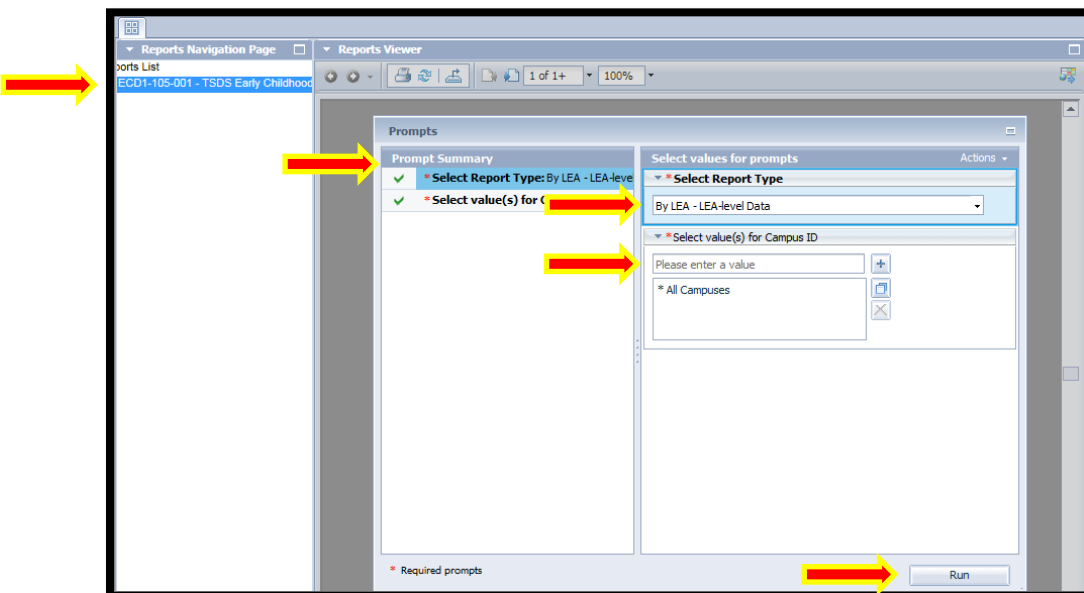 Reports Navigation Page
Reports Viewer
ports List
ECD1-105-001 - TSDS Early Childhood
1 of 1+
100%
Prompts
Prompt Summary
* Select Report Type: By LEA - LEA-leve
* Select value(s) for
Select values for prompts
Actions
* Select Report Type
By LEA - LEA-level Data
* Select value(s) for Campus ID
Please enter a value
* All Campuses
* Required prompts
Run